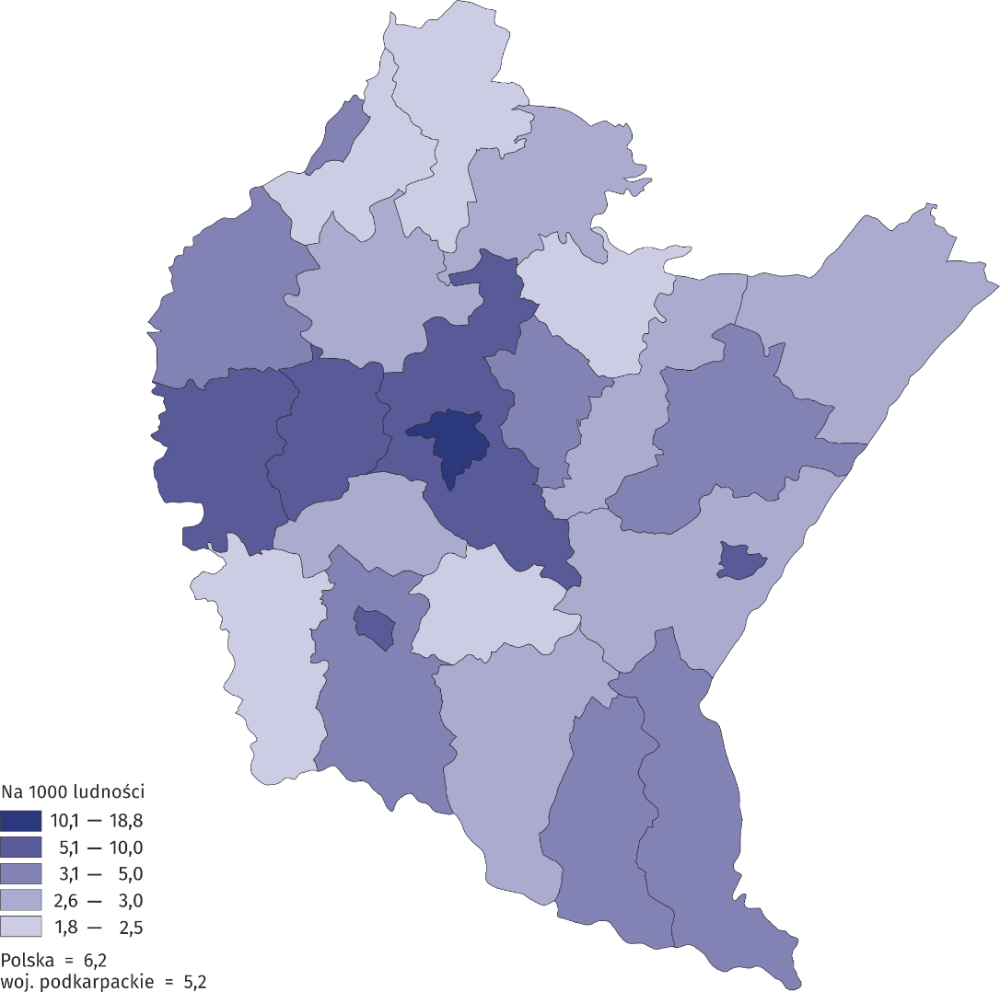 Na 1000 ludności
10,1 — 18,8
5,1 — 10,0
3,1 — 5,0
2,6 — 3,0
1,8 — 2,5
Polska = 6,2
woj. podkarpackie = 5,2